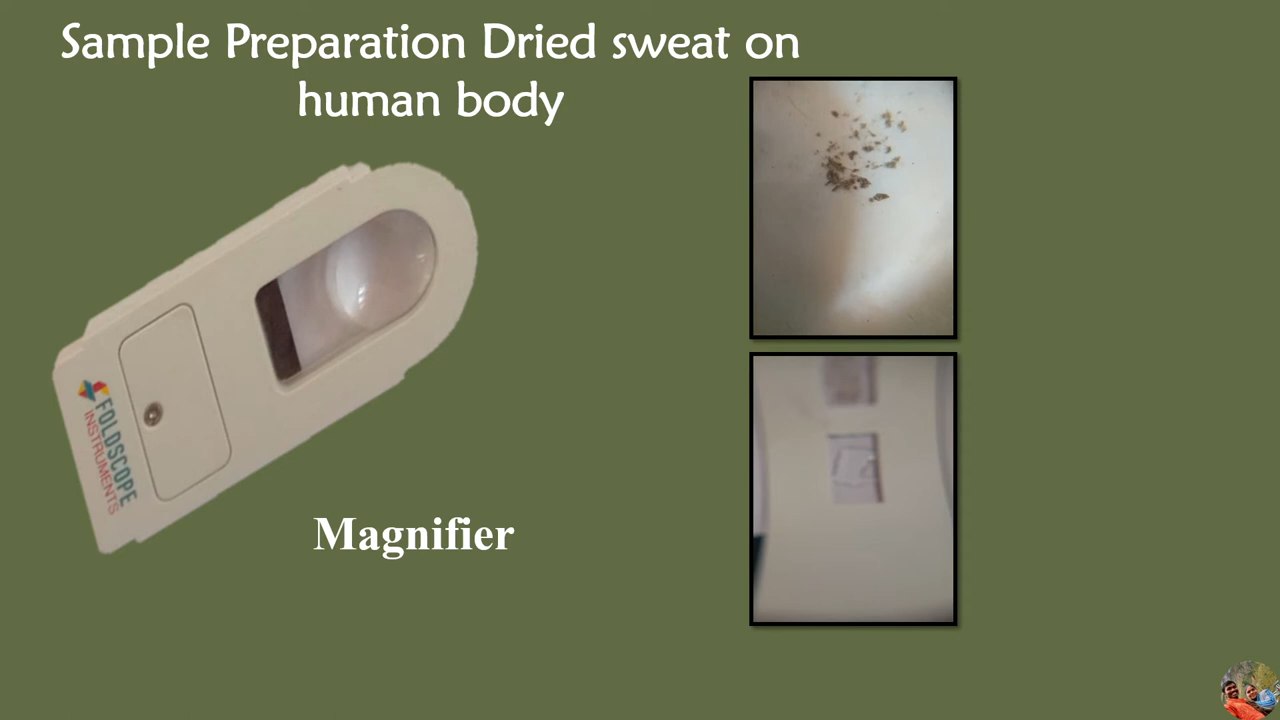 Sample Preparation Dried sweat on
human body
FOLDSCOPE
INSTRUMENTS
Magnifier